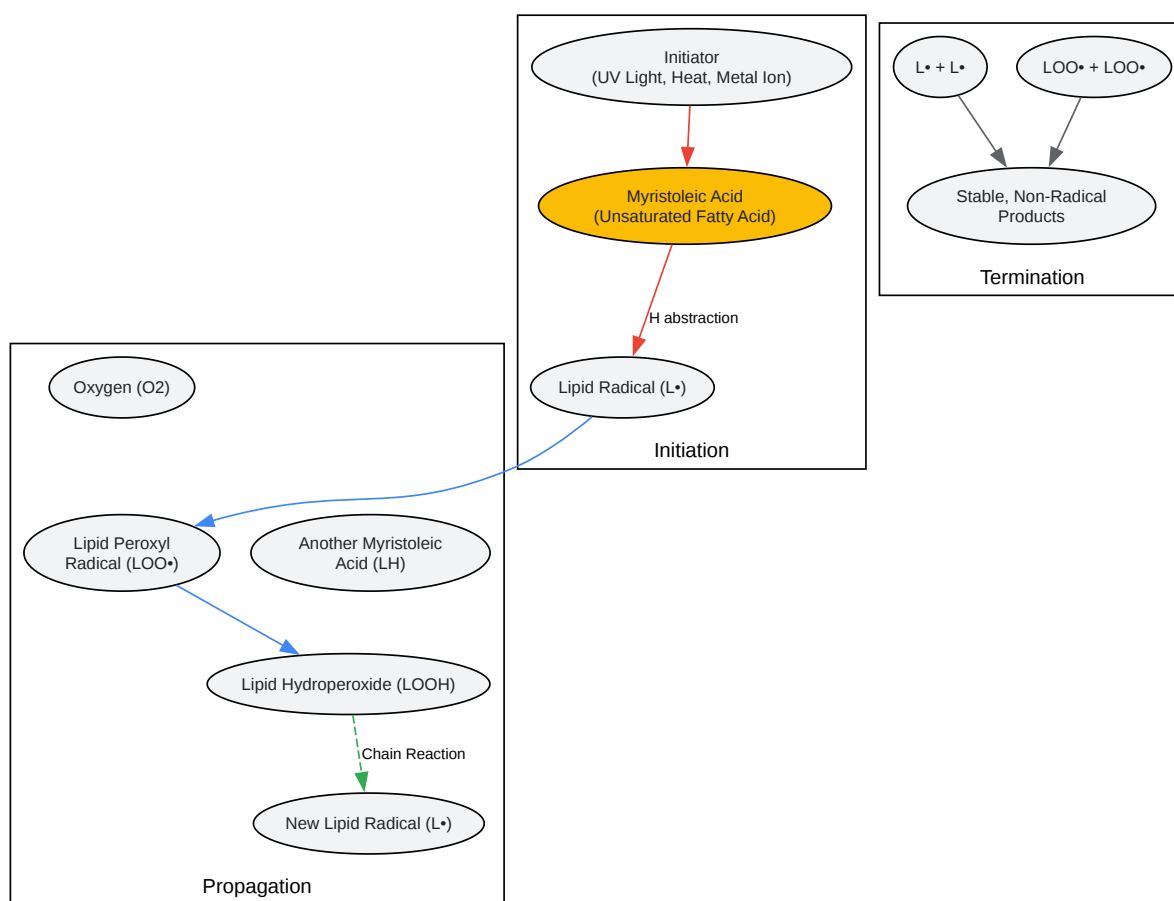 Initiator
(UV Light, Heat, Metal Ion)
Myristoleic Acid
(Unsaturated Fatty Acid)
H abstraction
Lipid Radical (L•)
Initiation
L• + L•
LOO• + LOO•
Stable, Non-Radical
Products
Termination
Oxygen (O2)
Lipid Peroxyl
Radical (LOO•)
Another Myristoleic
Acid (LH)
Lipid Hydroperoxide (LOOH)
Chain Reaction
New Lipid Radical (L•)
Propagation